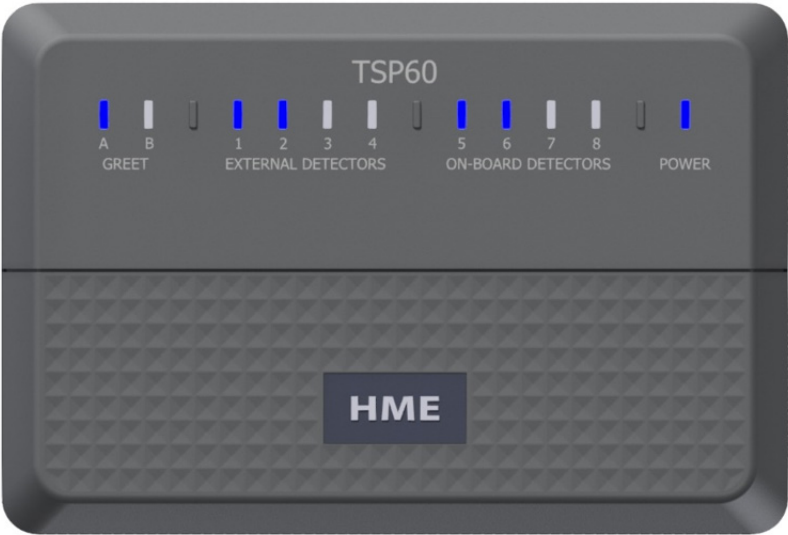 TSP60
A B 1 2 3 4 5 6 7 8
GREET EXTERNAL DETECTORS ON-BOARD DETECTORS POWER
HME